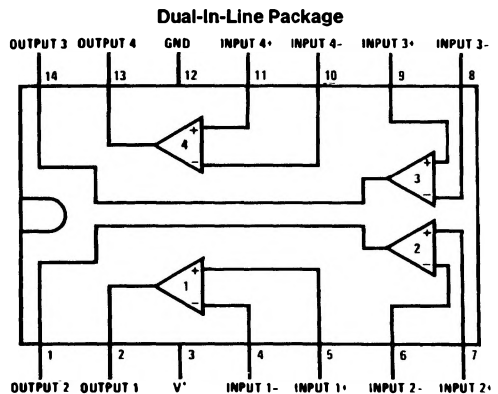 Dual-In-Line Package
OUTPUT 3 OUTPUT 4 GND INPUT 4+ INPUT 4- INPUT 3+ INPUT 3-
14 13 12 11 10 9 8
+
4
−
+
3
−
+
2
−
+
1
−
1 2 3 4 5 6 7
OUTPUT 2 OUTPUT 1 V+ INPUT 1- INPUT 1+ INPUT 2- INPUT 2+